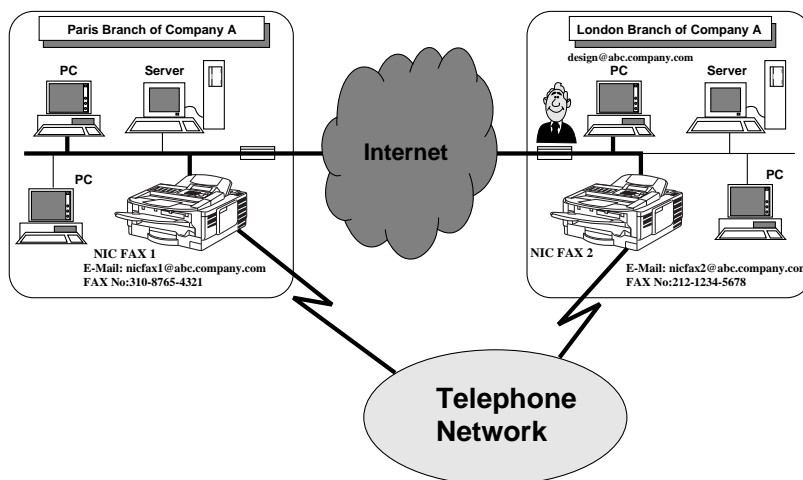 Paris Branch of Company A
PC
Server
PC
NIC FAX 1
E-Mail: nicfax1@abc.company.com
FAX No:310-8765-4321
Internet
London Branch of Company A
design@abc.company.com
PC
Server
PC
NIC FAX 2
E-Mail: nicfax2@abc.company.com
FAX No:212-1234-5678
Telephone
Network